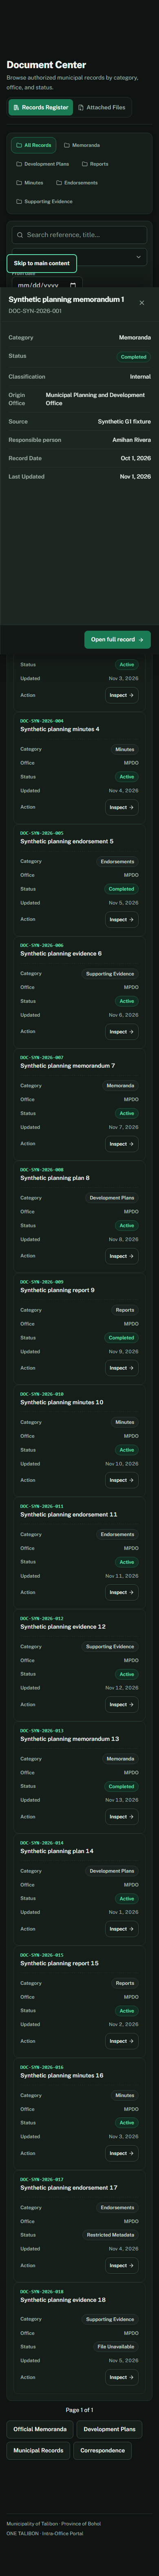 Document Center
Browse authorized municipal records by category,
office, and status.
Records Register
Attached Files
All Records
Memoranda
Development Plans
Reports
Minutes
Endorsements
Supporting Evidence
Search reference, title...
Skip to main content
mm/dd/yyyy
Synthetic planning memorandum 1
DOC-SYN-2026-001
Category Memoranda
Status Completed
Classification Internal
Origin Office Municipal Planning and Development Office
Source Synthetic G1 fixture
Responsible person Amihan Rivera
Record Date Oct 1, 2026
Last Updated Nov 1, 2026
Open full record →
Status Active
Updated Nov 3, 2026
Action Inspect →
DOC-SYN-2026-004
Synthetic planning minutes 4
Category Minutes
Office MPDO
Status Active
Updated Nov 4, 2026
Action Inspect →
DOC-SYN-2026-005
Synthetic planning endorsement 5
Category Endorsements
Office MPDO
Status Completed
Updated Nov 5, 2026
Action Inspect →
DOC-SYN-2026-006
Synthetic planning evidence 6
Category Supporting Evidence
Office MPDO
Status Active
Updated Nov 6, 2026
Action Inspect →
DOC-SYN-2026-007
Synthetic planning memorandum 7
Category Memoranda
Office MPDO
Status Active
Updated Nov 7, 2026
Action Inspect →
DOC-SYN-2026-008
Synthetic planning plan 8
Category Development Plans
Office MPDO
Status Active
Updated Nov 8, 2026
Action Inspect →
DOC-SYN-2026-009
Synthetic planning report 9
Category Reports
Office MPDO
Status Completed
Updated Nov 9, 2026
Action Inspect →
DOC-SYN-2026-010
Synthetic planning minutes 10
Category Minutes
Office MPDO
Status Active
Updated Nov 10, 2026
Action Inspect →
DOC-SYN-2026-011
Synthetic planning endorsement 11
Category Endorsements
Office MPDO
Status Active
Updated Nov 11, 2026
Action Inspect →
DOC-SYN-2026-012
Synthetic planning evidence 12
Category Supporting Evidence
Office MPDO
Status Active
Updated Nov 12, 2026
Action Inspect →
DOC-SYN-2026-013
Synthetic planning memorandum 13
Category Memoranda
Office MPDO
Status Completed
Updated Nov 13, 2026
Action Inspect →
DOC-SYN-2026-014
Synthetic planning plan 14
Category Development Plans
Office MPDO
Status Active
Updated Nov 1, 2026
Action Inspect →
DOC-SYN-2026-015
Synthetic planning report 15
Category Reports
Office MPDO
Status Active
Updated Nov 2, 2026
Action Inspect →
DOC-SYN-2026-016
Synthetic planning minutes 16
Category Minutes
Office MPDO
Status Active
Updated Nov 3, 2026
Action Inspect →
DOC-SYN-2026-017
Synthetic planning endorsement 17
Category Endorsements
Office MPDO
Status Restricted Metadata
Updated Nov 4, 2026
Action Inspect →
DOC-SYN-2026-018
Synthetic planning evidence 18
Category Supporting Evidence
Office MPDO
Status File Unavailable
Updated Nov 5, 2026
Action Inspect →
Page 1 of 1
Official Memoranda
Development Plans
Municipal Records
Correspondence
Municipality of Talibon · Province of Bohol
ONE TALIBON · Intra-Office Portal